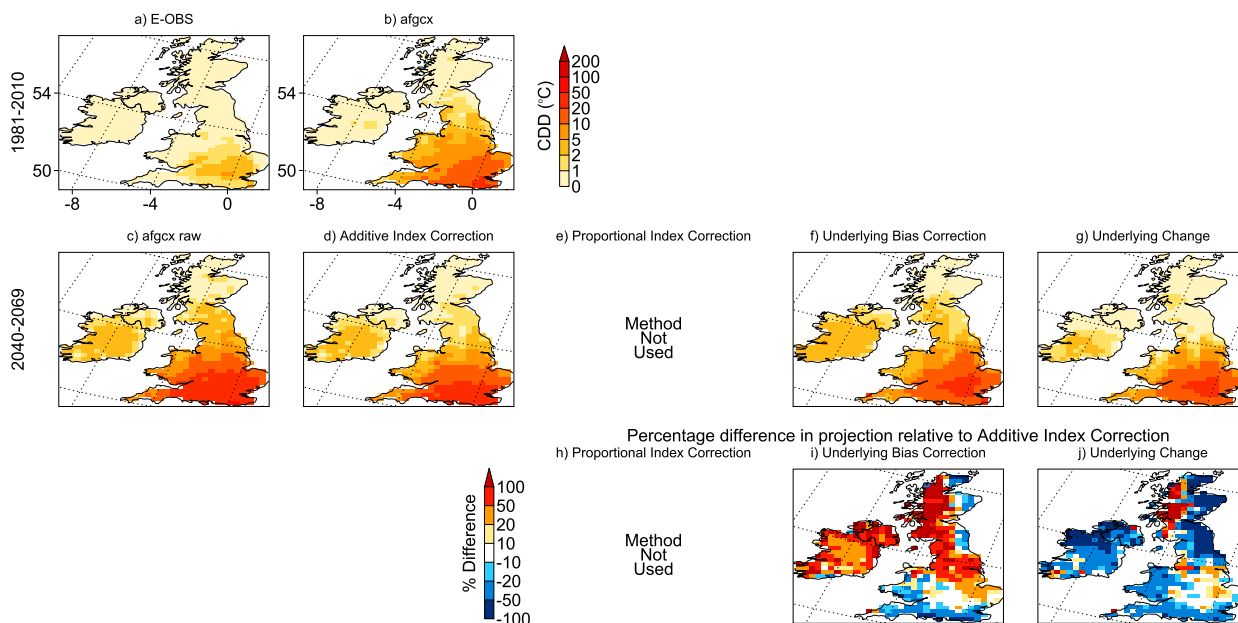 a) E-OBS
b) afgcx
1981-2010
54
50
-8
-4
0
54
50
-8
-4
0
CDD (°C)
200
100
50
20
10
5
2
1
0
c) afgcx raw
d) Additive Index Correction
e) Proportional Index Correction
f) Underlying Bias Correction
g) Underlying Change
2040-2069
Method
Not
Used
Percentage difference in projection relative to Additive Index Correction
h) Proportional Index Correction
i) Underlying Bias Correction
j) Underlying Change
% Difference
100
50
20
10
-10
-20
-50
-100
Method
Not
Used